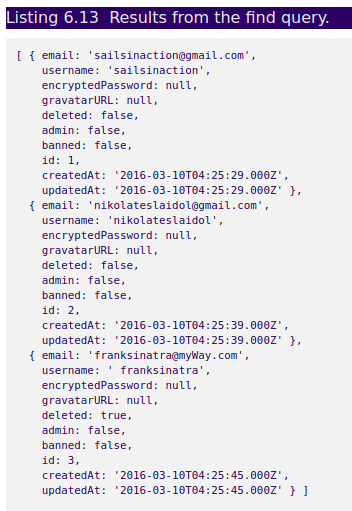 Listing 6.13  Results from the find query.
[ { email: 'sailsinaction@gmail.com',
    username: 'sailsinaction',
    encryptedPassword: null,
    gravatarURL: null,
    deleted: false,
    admin: false,
    banned: false,
    id: 1,
    createdAt: '2016-03-10T04:25:29.000Z',
    updatedAt: '2016-03-10T04:25:29.000Z' },
  { email: 'nikolateslaidol@gmail.com',
    username: 'nikolateslaidol',
    encryptedPassword: null,
    gravatarURL: null,
    deleted: false,
    admin: false,
    banned: false,
    id: 2,
    createdAt: '2016-03-10T04:25:39.000Z',
    updatedAt: '2016-03-10T04:25:39.000Z' },
  { email: 'franksinatra@myWay.com',
    username: ' franksinatra',
    encryptedPassword: null,
    gravatarURL: null,
    deleted: true,
    admin: false,
    banned: false,
    id: 3,
    createdAt: '2016-03-10T04:25:45.000Z',
    updatedAt: '2016-03-10T04:25:45.000Z' } ]